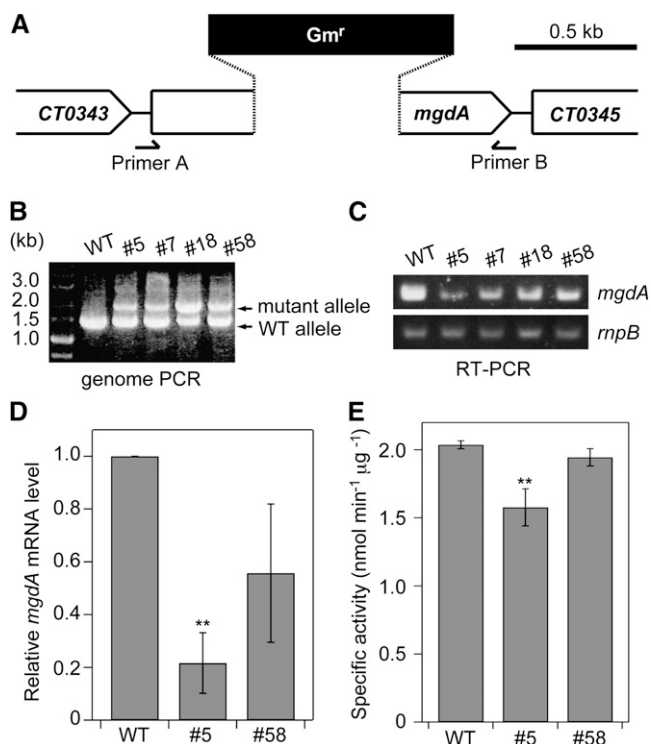 A
Gmʳ
0.5 kb
CT0343
mgdA
CT0345
Primer A
Primer B
B
(kb)
WT
#5
#7
#18
#58
3.0
2.0
1.5
1.0
mutant allele
WT allele
genome PCR
C
WT
#5
#7
#18
#58
mgdA
rnpB
RT-PCR
D
Relative mgdA mRNA level
1.0
0.8
0.6
0.4
0.2
0
**
WT
#5
#58
E
Specific activity (nmol min⁻¹ μg ⁻¹)
2.0
1.5
1.0
0.5
0
**
WT
#5
#58